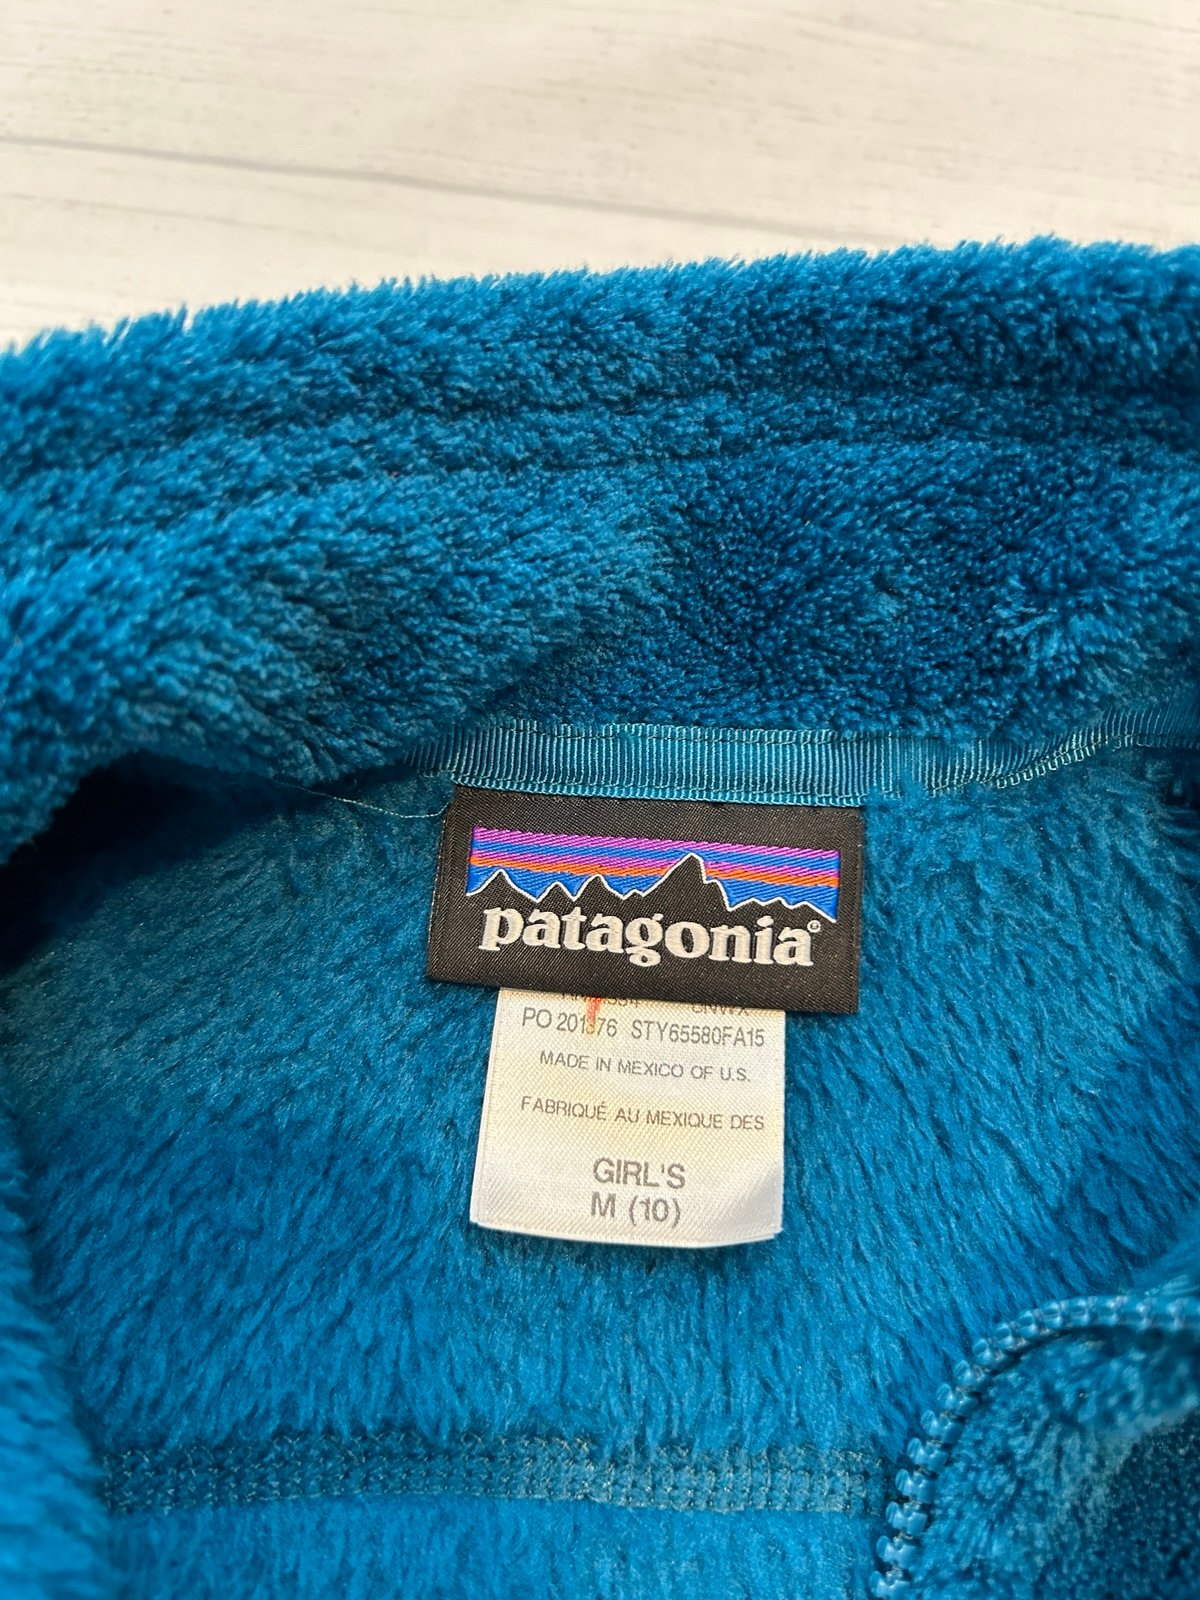 patagonia®
PO 201376 STY65580FA15
MADE IN MEXICO OF U.S.
FABRIQUÉ AU MEXIQUE DES
GIRL'S
M (10)